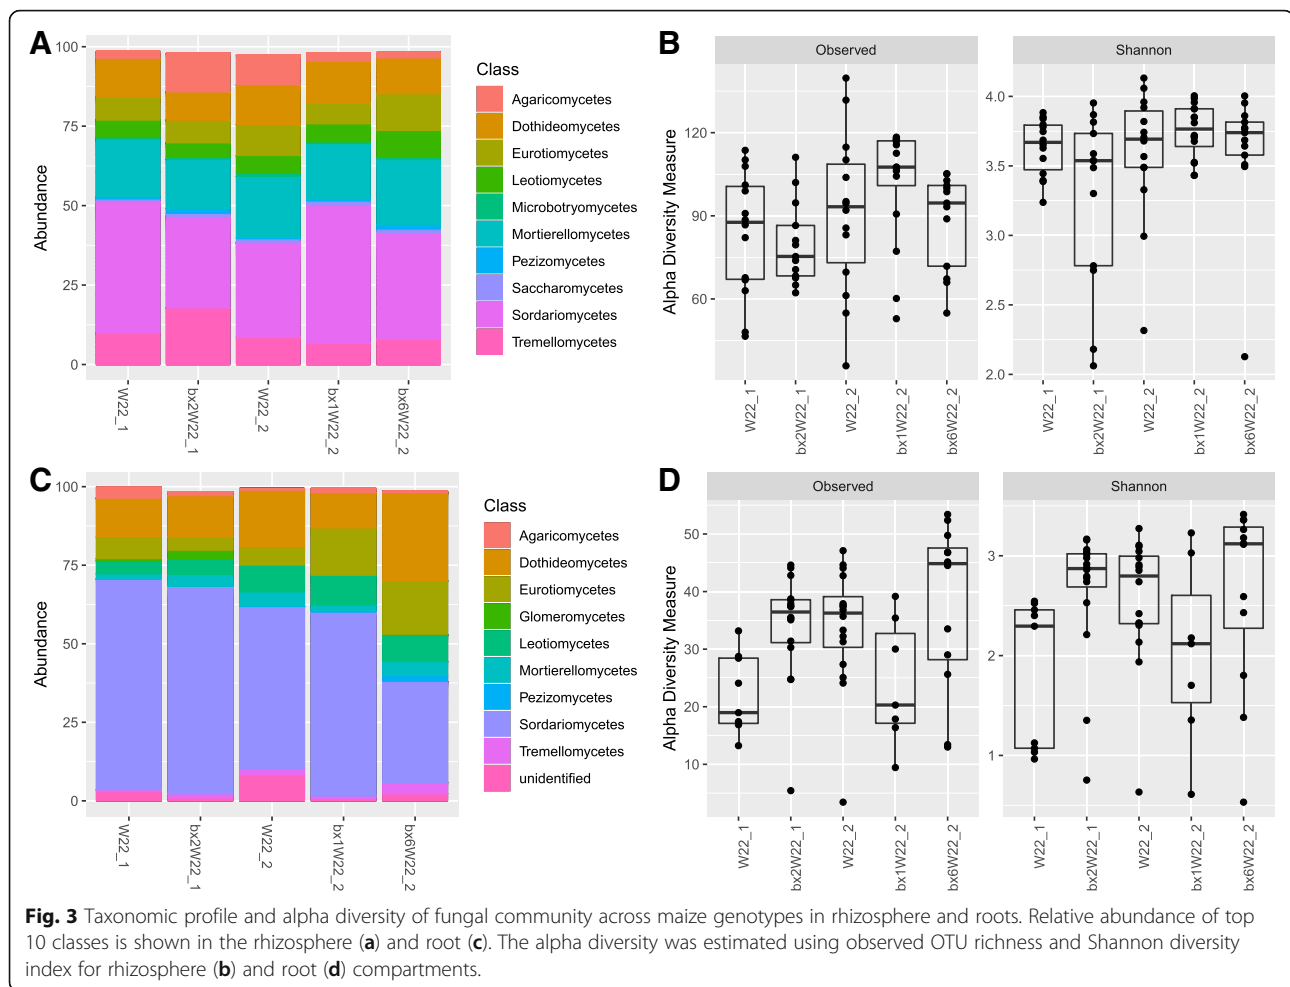 A
100
75
50
25
0
Abundance
W22_1
bx2W22_1
W22_2
bx1W22_2
bx6W22_2
Class
Agaricomycetes
Dothideomycetes
Eurotiomycetes
Leotiomycetes
Microbotryomycetes
Mortierellomycetes
Pezizomycetes
Saccharomycetes
Sordariomycetes
Tremellomycetes
B
Observed
Shannon
Alpha Diversity Measure
120
90
60
4.0
3.5
3.0
2.5
2.0
W22_1
bx2W22_1
W22_2
bx1W22_2
bx6W22_2
W22_1
bx2W22_1
W22_2
bx1W22_2
bx6W22_2
C
100
75
50
25
0
Abundance
W22_1
bx2W22_1
W22_2
bx1W22_2
bx6W22_2
Class
Agaricomycetes
Dothideomycetes
Eurotiomycetes
Glomeromycetes
Leotiomycetes
Mortierellomycetes
Pezizomycetes
Sordariomycetes
Tremellomycetes
unidentified
D
Observed
Shannon
Alpha Diversity Measure
50
40
30
20
10
3
2
1
W22_1
bx2W22_1
W22_2
bx1W22_2
bx6W22_2
W22_1
bx2W22_1
W22_2
bx1W22_2
bx6W22_2
Fig. 3 Taxonomic profile and alpha diversity of fungal community across maize genotypes in rhizosphere and roots. Relative abundance of top
10 classes is shown in the rhizosphere (a) and root (c). The alpha diversity was estimated using observed OTU richness and Shannon diversity
index for rhizosphere (b) and root (d) compartments.